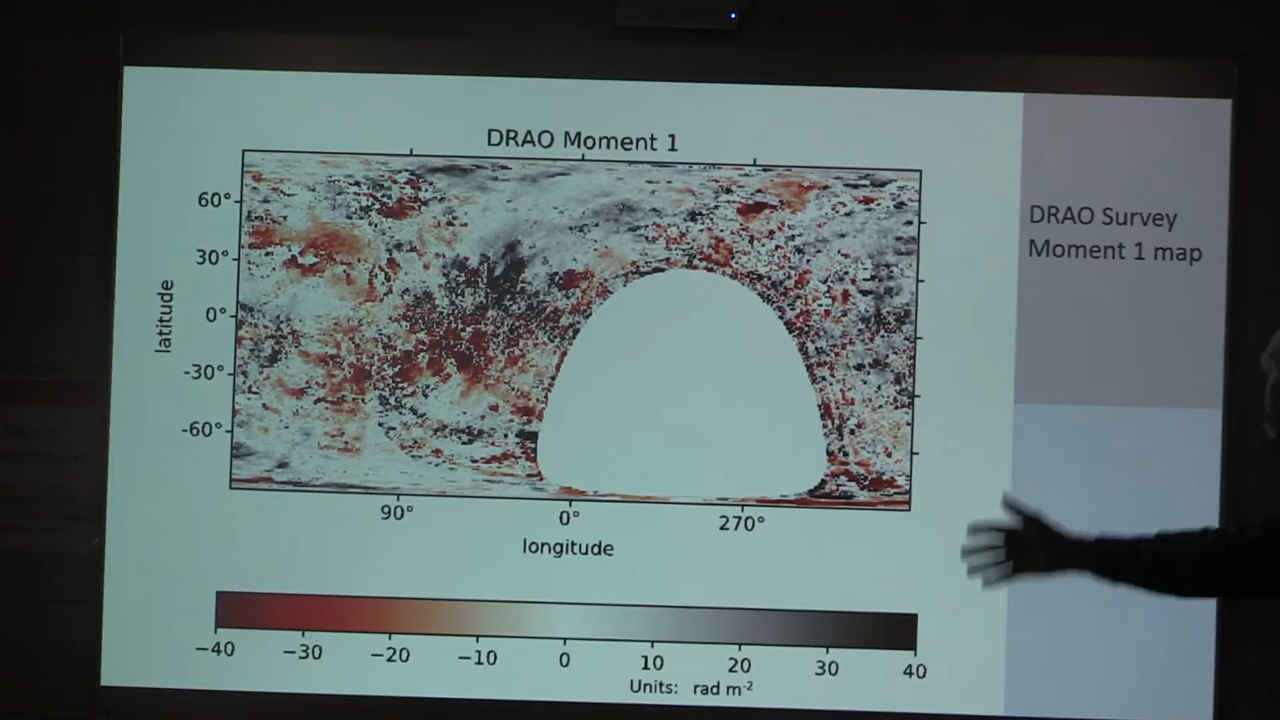 DRAO Moment 1
60°
30°
0°
-30°
-60°
latitude
90° 0° 270°
longitude
−40 −30 −20 −10 0 10 20 30 40
Units: rad m⁻²
DRAO Survey
Moment 1 map